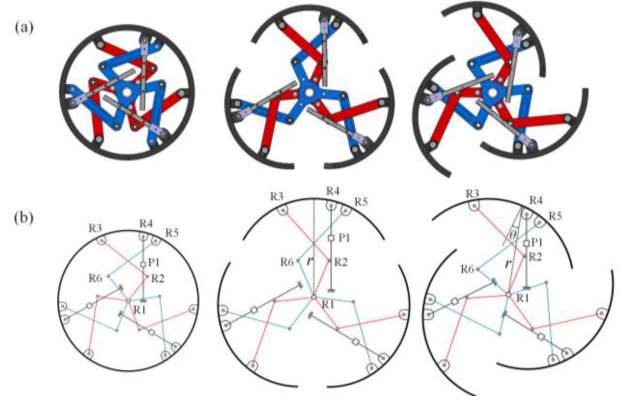 (a)
(b)
R3 R4 R5
P1
R6 R2
R1
R3 R4 R5
P1
R6 r R2
R1
R3 R4 R5
θ P1
R6 r R2
R1